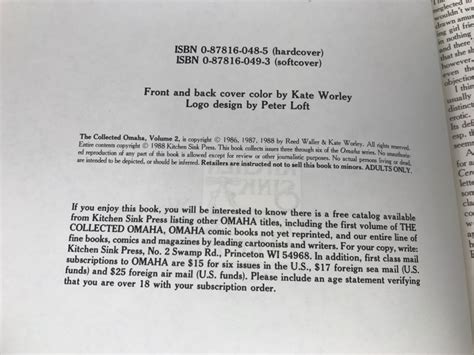 ISBN 0-87816-048-5 (hardcover)
ISBN 0-87816-049-3 (softcover)
Front and back cover color by Kate Worley
Logo design by Peter Loft
The Collected Omaha, Volume 2, is copyright © 1986, 1987, 1988 by Reed Waller & Kate Worley. All rights reserved.
Entire contents copyright © 1988 Kitchen Sink Press. This book collects issues three through six of the Omaha series. No unauthoriz-
ed reproduction of any part of this book is allowed except for review or other journalistic purposes. No actual persons living or dead,
are intended to be depicted, or should be inferred. Retailers are instructed not to sell this book to minors. ADULTS ONLY.
If you enjoy this book, you will be interested to know there is a free catalog available
from Kitchen Sink Press listing other OMAHA titles, including the first volume of THE
COLLECTED OMAHA, OMAHA comic books not yet reprinted, and our entire line of
fine books, comics and magazines by leading cartoonists and writers. For your copy, write:
Kitchen Sink Press, No. 2 Swamp Rd., Princeton WI 54968. In addition, first class mail
subscriptions to OMAHA are $15 for six issues in the U.S., $17 foreign sea mail (U.S.
funds) and $25 foreign air mail (U.S. funds). Please include an age statement verifying
that you are over 18 with your subscription order.